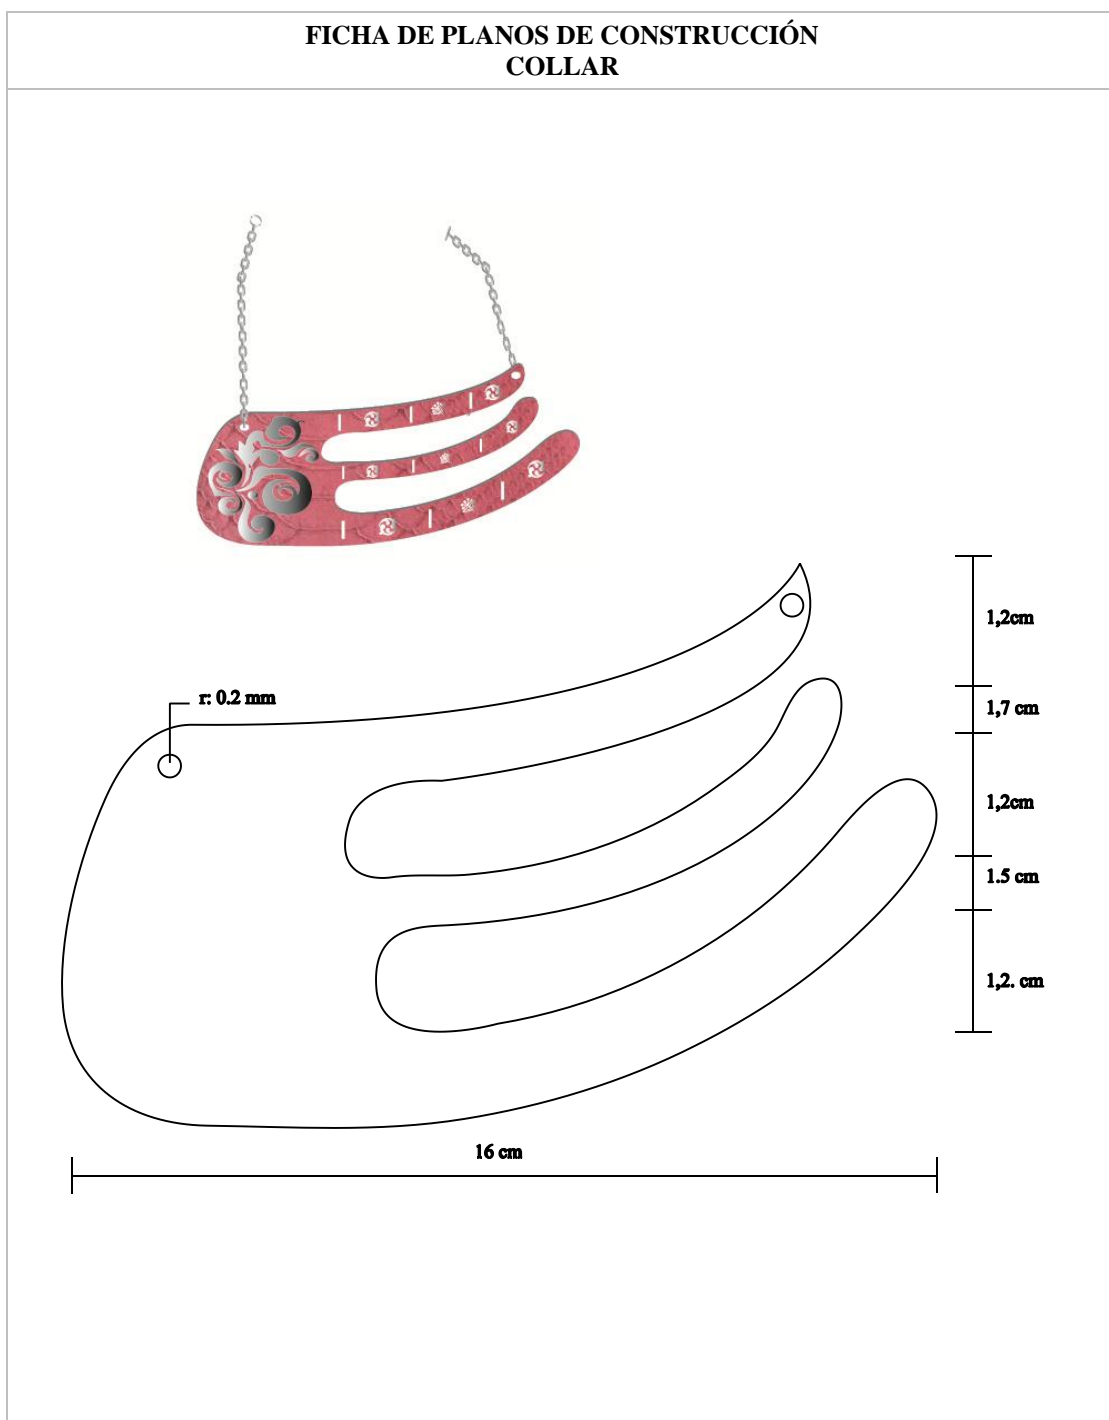 FICHA DE PLANOS DE CONSTRUCCIÓN
COLLAR
1,2cm
r: 0.2 mm
1,7 cm
1,2cm
1.5 cm
1,2. cm
16 cm